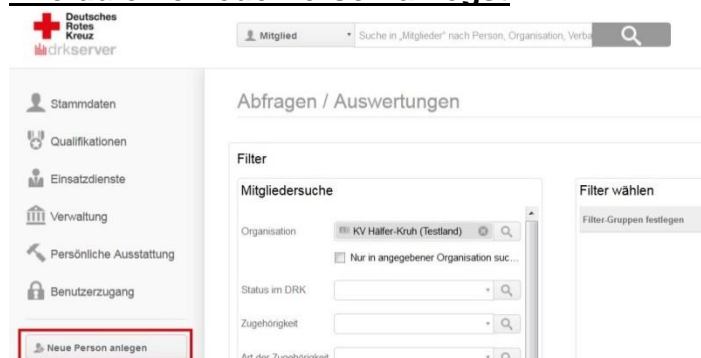 Deutsches
Rotes
Kreuz
drkserver
Mitglied
Suche in „Mitglieder" nach Person, Organisation, Verba
Stammdaten
Qualifikationen
Einsatzdienste
Verwaltung
Persönliche Ausstattung
Benutzerzugang
Neue Person anlegen
Abfragen / Auswertungen
Filter
Mitgliedersuche
Organisation
KV Hälfer-Kruh (Testland)
Nur in angegebener Organisation suc...
Status im DRK
Zugehörigkeit
Art der Zugehörigkeit
Filter wählen
Filter-Gruppen festlegen